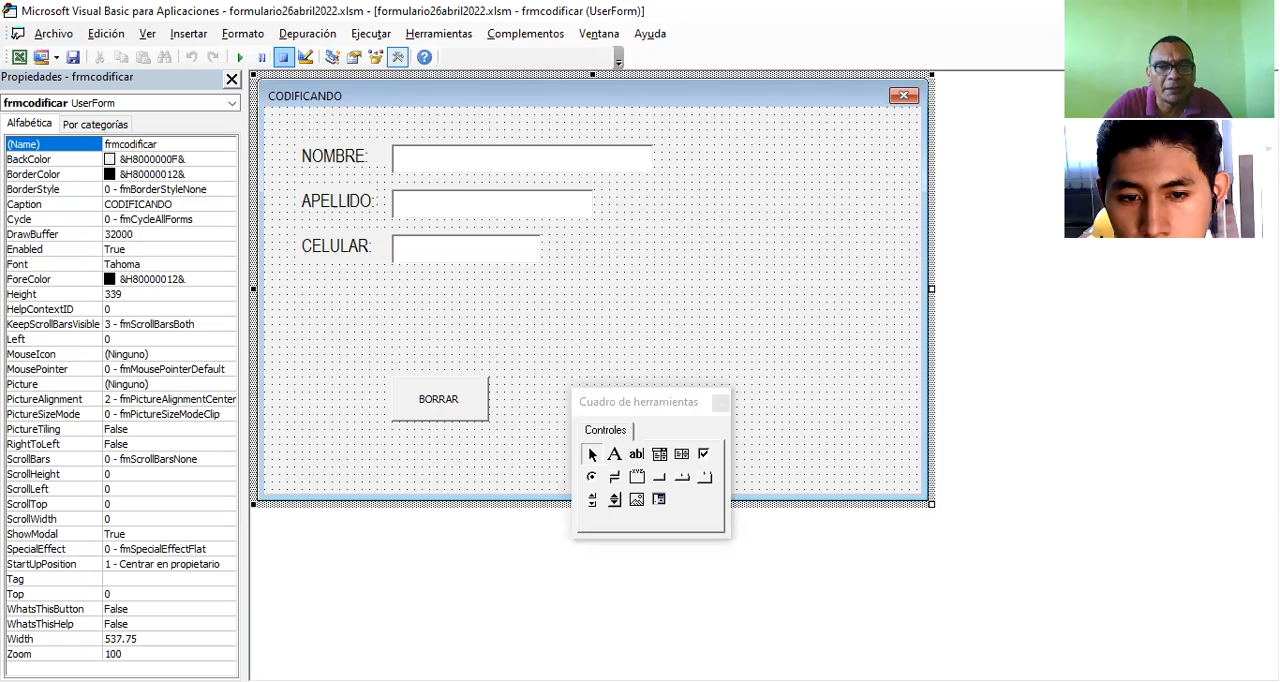 Microsoft Visual Basic para Aplicaciones - formulario26abril2022.xlsm - [formulario26abril2022.xlsm - frmcodificar (UserForm)]
Archivo Edición Ver Insertar Formato Depuración Ejecutar Herramientas Complementos Ventana Ayuda
Propiedades - frmcodificar
frmcodificar UserForm
Alfabética Por categorías
(Name) frmcodificar
BackColor &H8000000F&
BorderColor &H80000012&
BorderStyle 0 - fmBorderStyleNone
Caption CODIFICANDO
Cycle 0 - fmCycleAllForms
DrawBuffer 32000
Enabled True
Font Tahoma
ForeColor &H80000012&
Height 339
HelpContextID 0
KeepScrollBarsVisible 3 - fmScrollBarsBoth
Left 0
MouseIcon (Ninguno)
MousePointer 0 - fmMousePointerDefault
Picture (Ninguno)
PictureAlignment 2 - fmPictureAlignmentCenter
PictureSizeMode 0 - fmPictureSizeModeClip
PictureTiling False
RightToLeft False
ScrollBars 0 - fmScrollBarsNone
ScrollHeight 0
ScrollLeft 0
ScrollTop 0
ScrollWidth 0
ShowModal True
SpecialEffect 0 - fmSpecialEffectFlat
StartUpPosition 1 - Centrar en propietario
Tag
Top 0
WhatsThisButton False
WhatsThisHelp False
Width 537.75
Zoom 100
CODIFICANDO
NOMBRE:
APELLIDO:
CELULAR:
BORRAR
Cuadro de herramientas
Controles
A ab|
XYZ